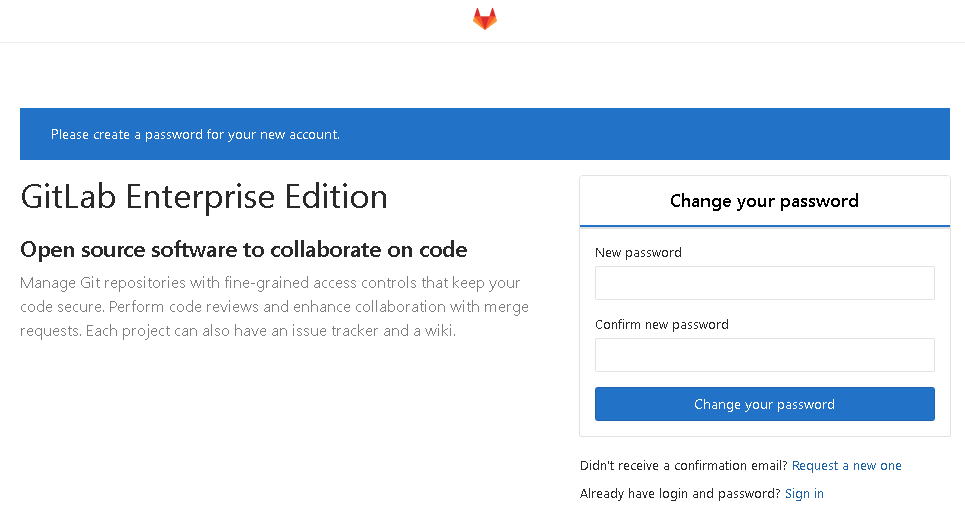 Please create a password for your new account.
GitLab Enterprise Edition
Open source software to collaborate on code
Manage Git repositories with fine-grained access controls that keep your
code secure. Perform code reviews and enhance collaboration with merge
requests. Each project can also have an issue tracker and a wiki.
Change your password
New password
Confirm new password
Change your password
Didn't receive a confirmation email? Request a new one
Already have login and password? Sign in